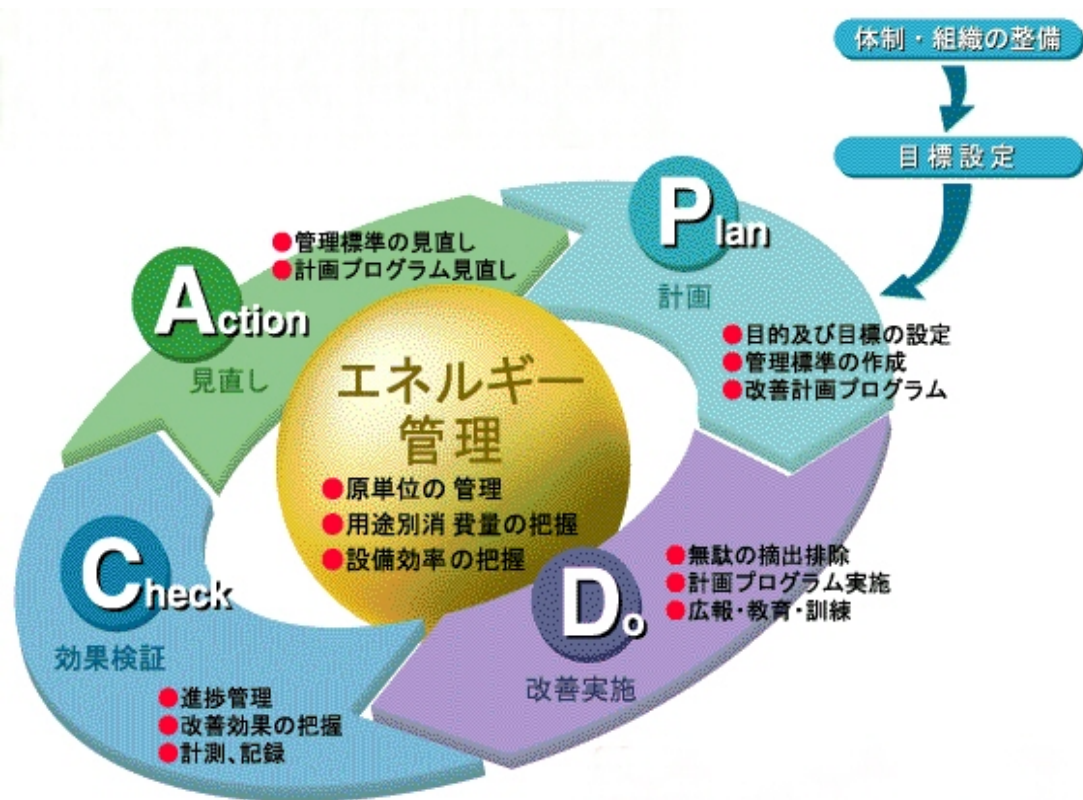 体制・組織の整備
目標設定
Plan
計画
●目的及び目標の設定
●管理標準の作成
●改善計画プログラム
Do
改善実施
●無駄の摘出排除
●計画プログラム実施
●広報・教育・訓練
Check
効果検証
●進捗管理
●改善効果の把握
●計測、記録
Action
見直し
●管理標準の見直し
●計画プログラム見直し
エネルギー
管理
●原単位の 管理
●用途別消 費量の把握
●設備効率の把握